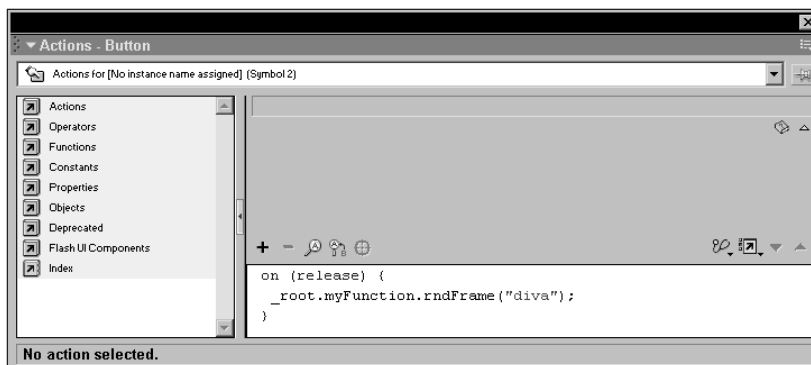 Actions - Button
Actions for [No instance name assigned] (Symbol 2)
Actions
Operators
Functions
Constants
Properties
Objects
Deprecated
Flash UI Components
Index
on (release) {
_root.myFunction.rndFrame("diva");
}
No action selected.